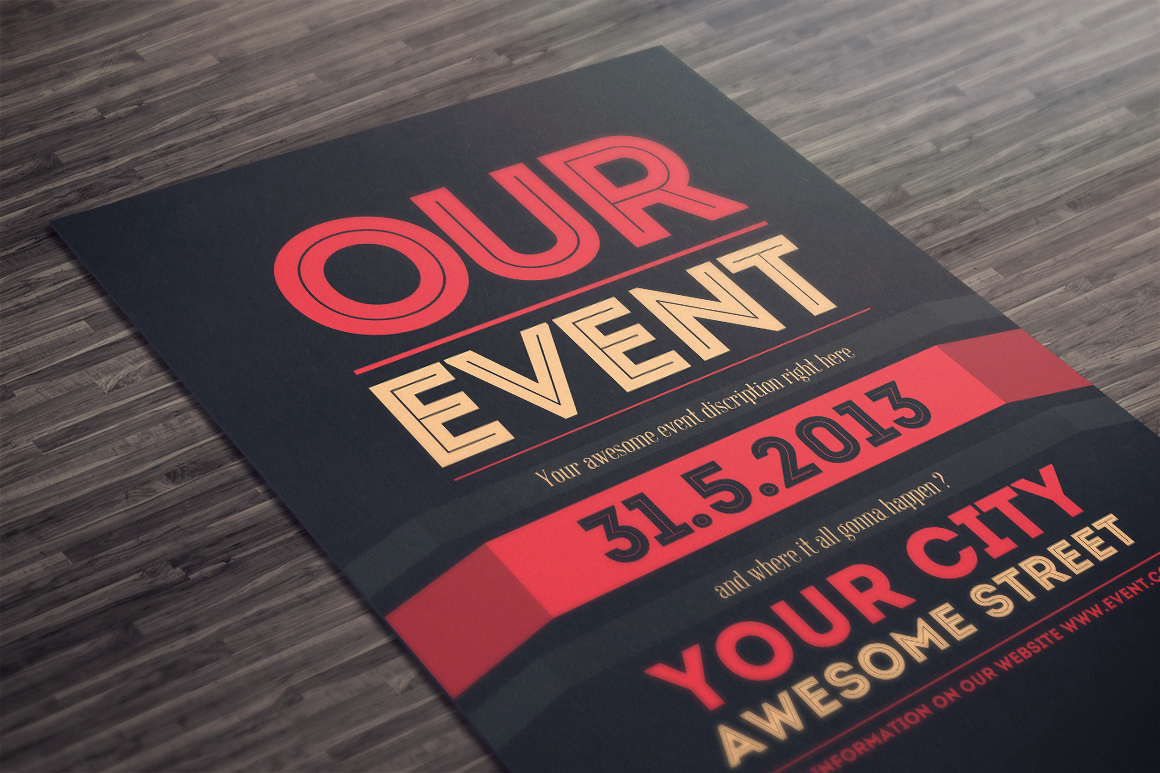 OUR
EVENT
Your awesome event discription right here
31.5.2013
and where it all gonna happen ?
YOUR CITY
AWESOME STREET
INFORMATION ON OUR WEBSITE WWW.EVENT.CO